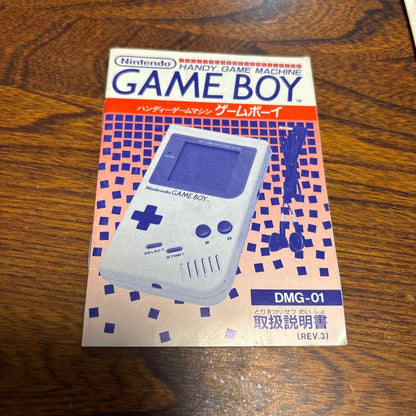 Nintendo
HANDY GAME MACHINE
GAME BOY
TM
ハンディーゲームマシン ゲームボーイ
Nintendo GAME BOY
SELECT
START
DMG-01
とりあつかいせつ めい しょ
取扱説明書
(REV.3)